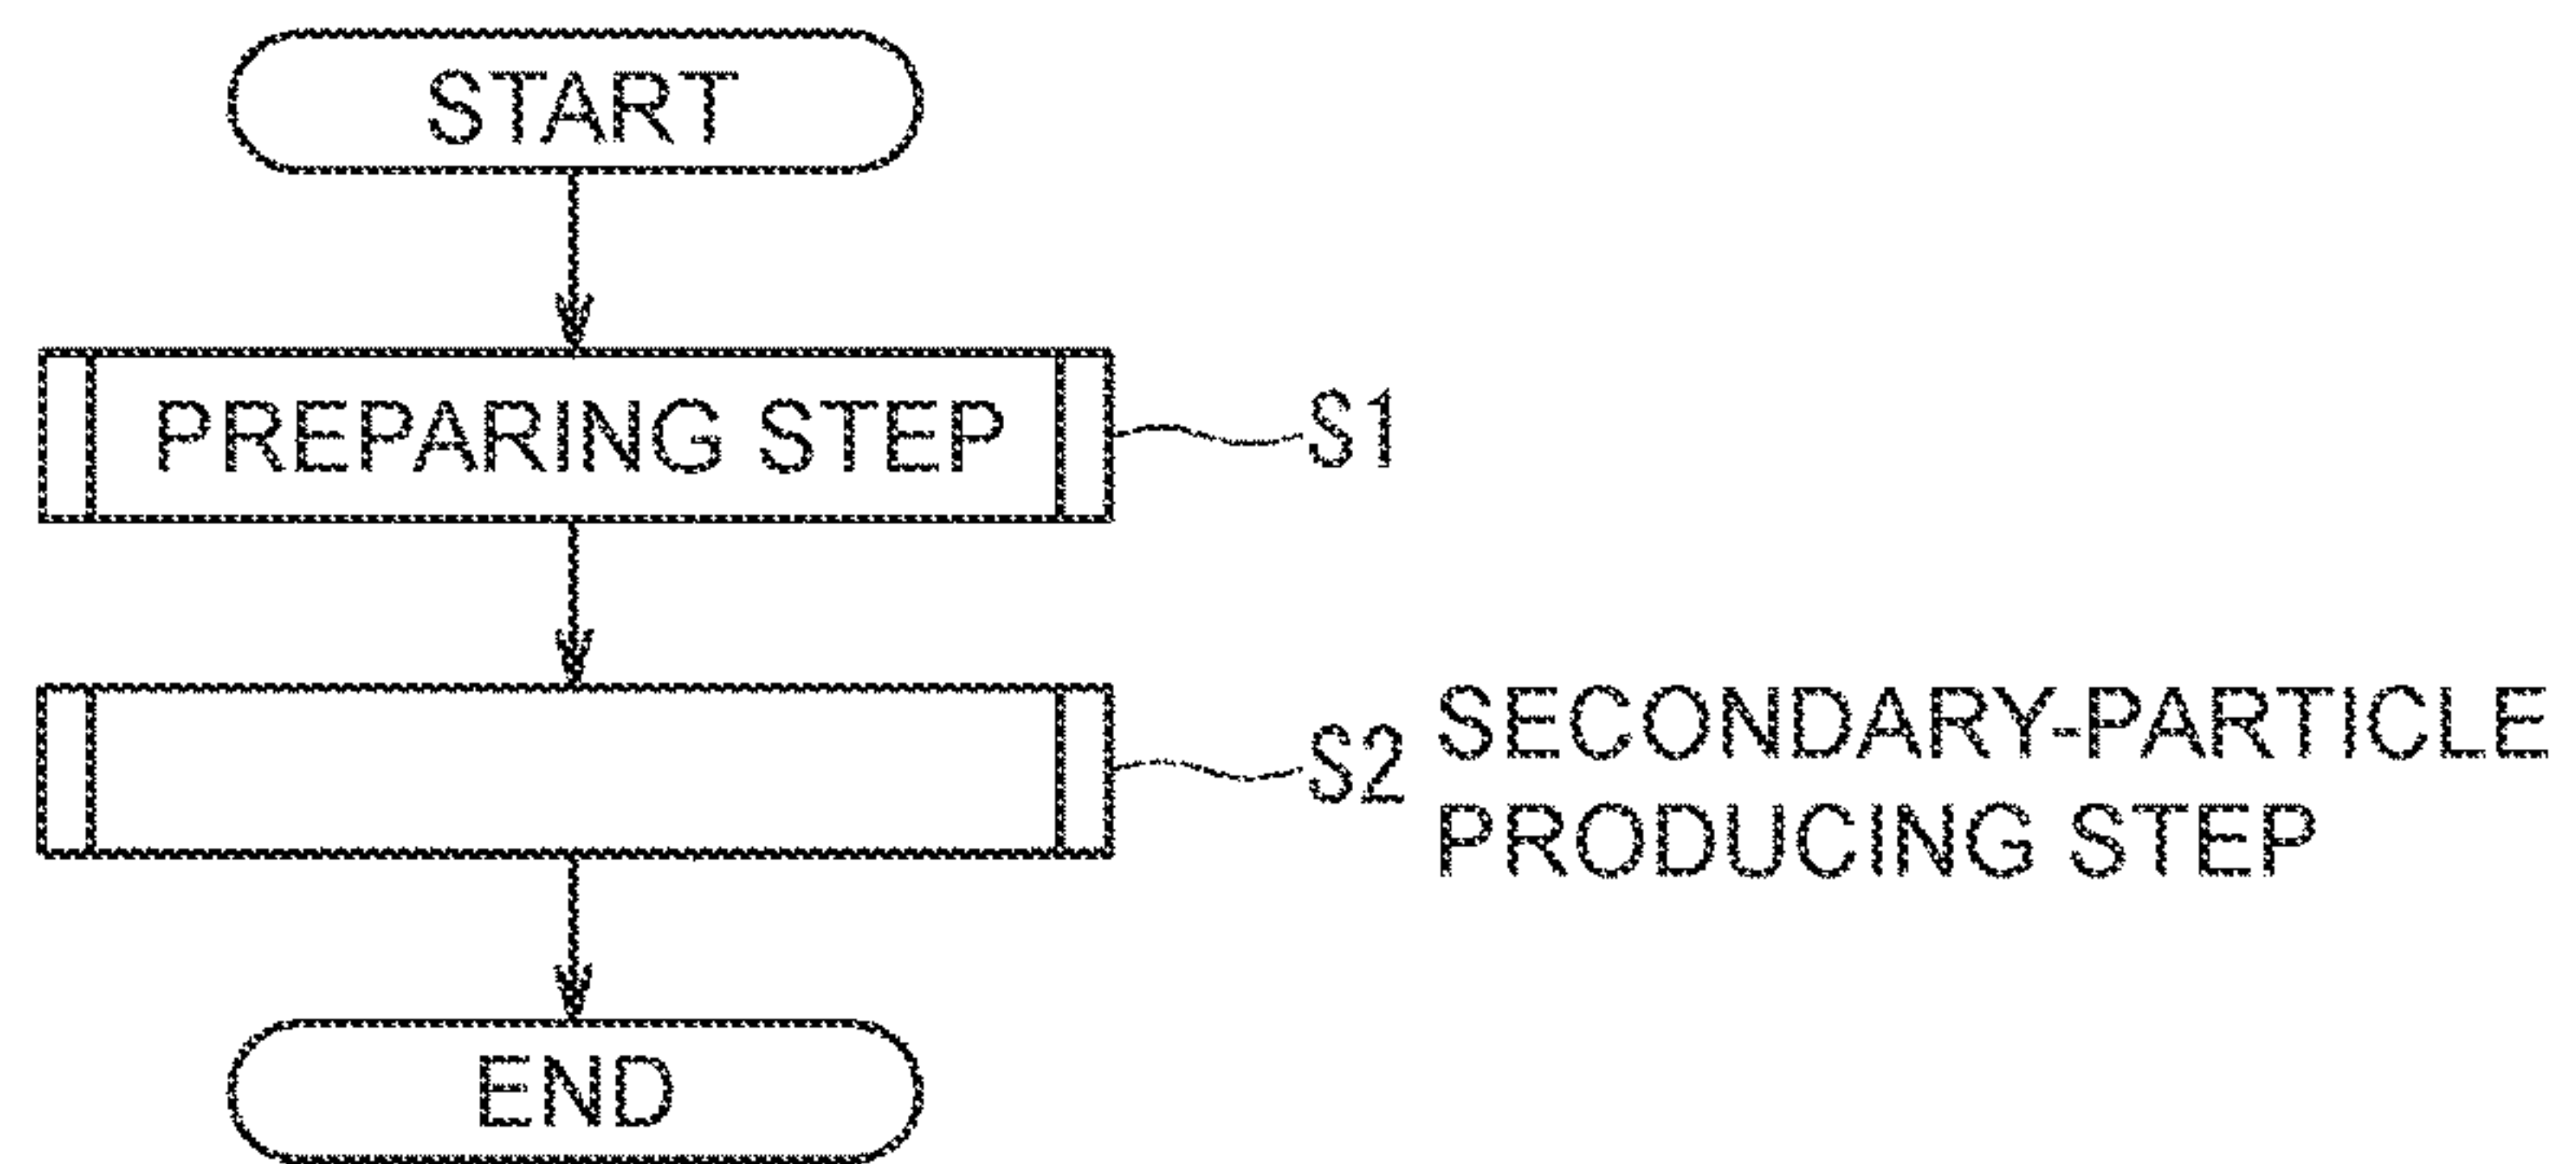 START
PREPARING STEP
S1
S2
SECONDARY-PARTICLE
PRODUCING STEP
END